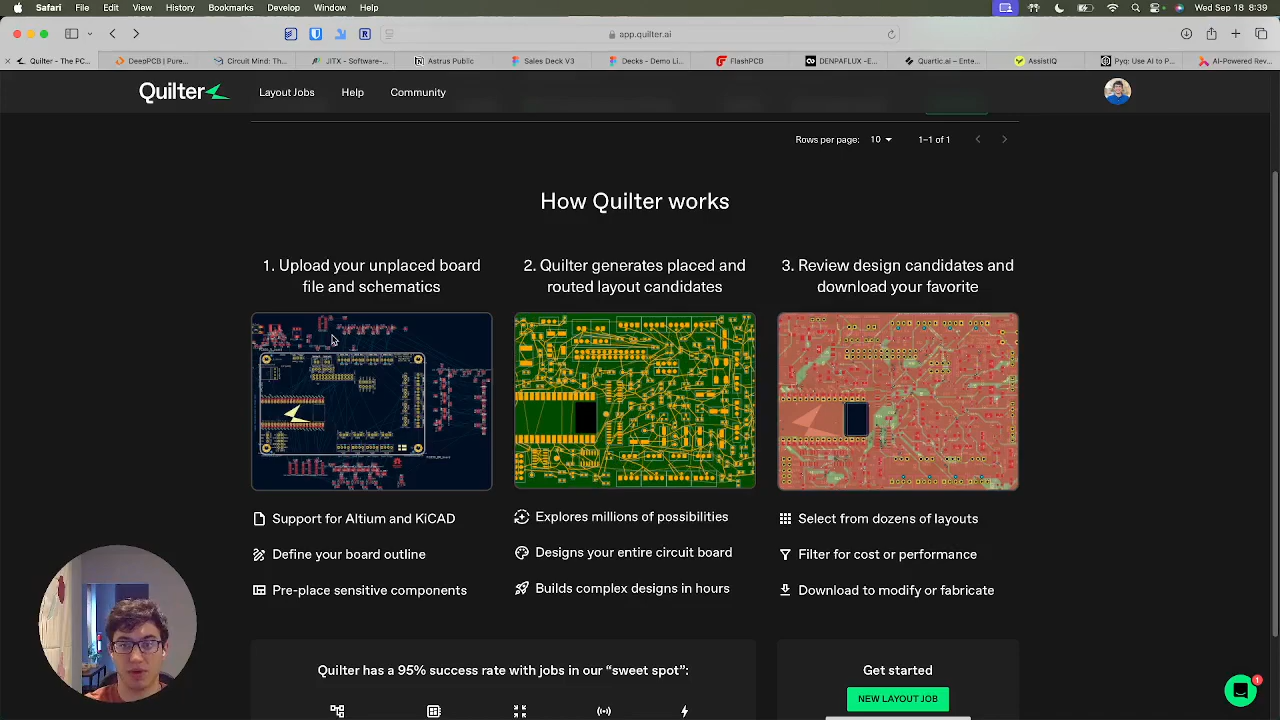 Safari File Edit View History Bookmarks Develop Window Help Wed Sep 18 8:39
app.quilter.ai
Quilter - The PC... DeepPCB | Pure... Circuit Mind: Th... JITX - Software-... Astrus Public Sales Deck V3 Decks - Demo Li... FlashPCB DENPAFLUX -E... Quartic.ai – Ente... AssistIQ Pyq: Use AI to P... AI-Powered Rev...
Quilter Layout Jobs Help Community
Rows per page: 10 1–1 of 1
How Quilter works
1. Upload your unplaced board
file and schematics
2. Quilter generates placed and
routed layout candidates
3. Review design candidates and
download your favorite
Support for Altium and KiCAD
Define your board outline
Pre-place sensitive components
Explores millions of possibilities
Designs your entire circuit board
Builds complex designs in hours
Select from dozens of layouts
Filter for cost or performance
Download to modify or fabricate
Quilter has a 95% success rate with jobs in our “sweet spot”:
Get started
NEW LAYOUT JOB
1